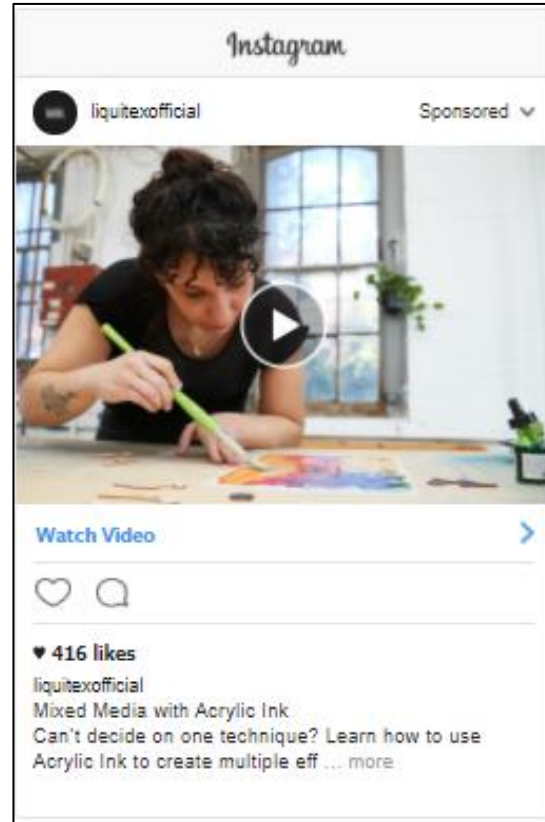 Instagram
liquitexofficial Sponsored
Watch Video
♥ 416 likes
liquitexofficial
Mixed Media with Acrylic Ink
Can't decide on one technique? Learn how to use
Acrylic Ink to create multiple eff ... more